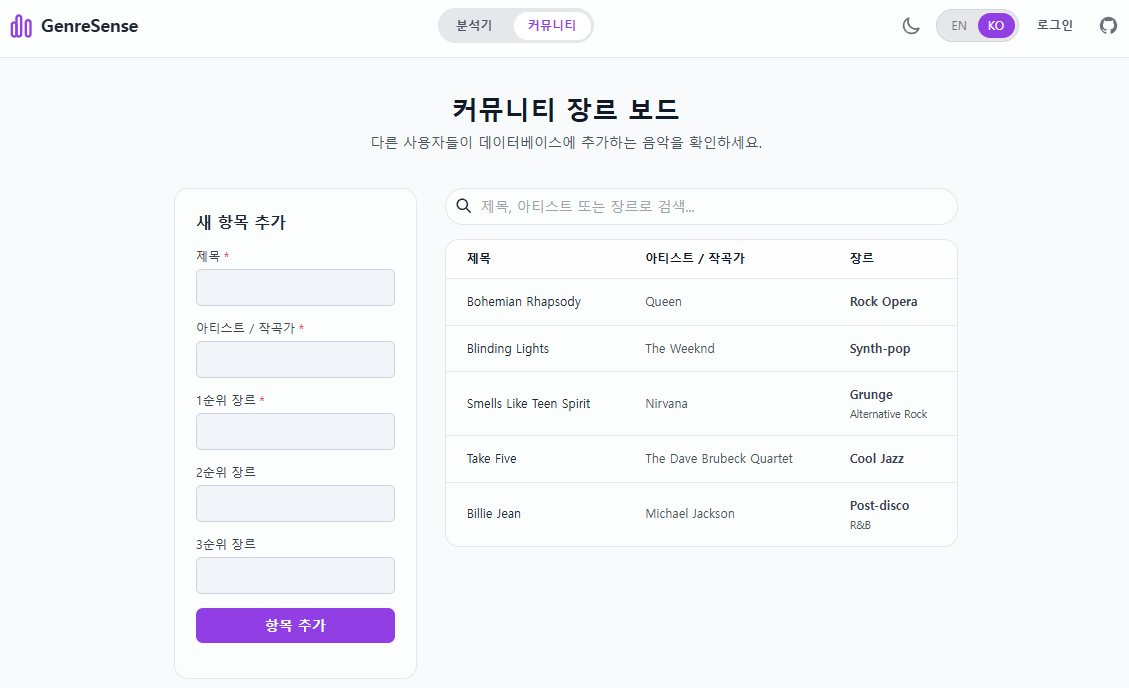 GenreSense
분석기
커뮤니티
EN
KO
로그인
커뮤니티 장르 보드
다른 사용자들이 데이터베이스에 추가하는 음악을 확인하세요.
새 항목 추가
제목 *
아티스트 / 작곡가 *
1순위 장르 *
2순위 장르
3순위 장르
항목 추가
제목, 아티스트 또는 장르로 검색...
제목 아티스트 / 작곡가 장르
Bohemian Rhapsody Queen Rock Opera
Blinding Lights The Weeknd Synth-pop
Smells Like Teen Spirit Nirvana Grunge
Alternative Rock
Take Five The Dave Brubeck Quartet Cool Jazz
Billie Jean Michael Jackson Post-disco
R&B